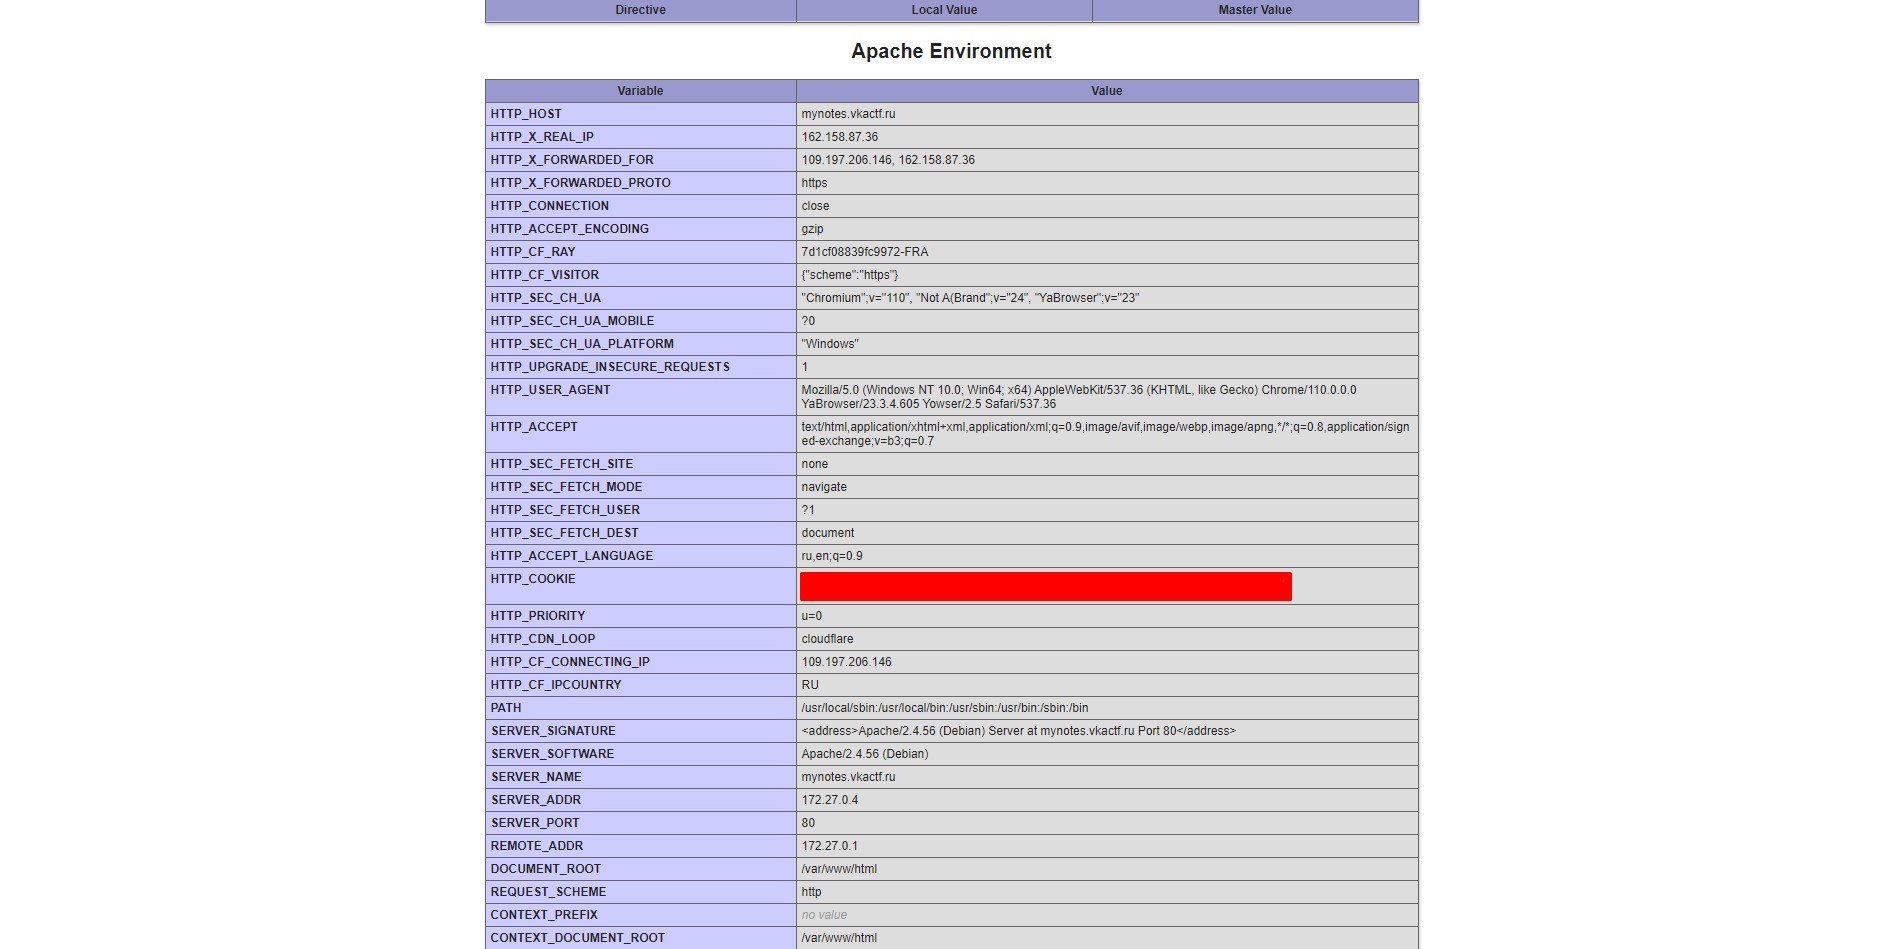 Directive Local Value Master Value
Apache Environment
Variable Value
HTTP_HOST mynotes.vkactf.ru
HTTP_X_REAL_IP 162.158.87.36
HTTP_X_FORWARDED_FOR 109.197.206.146, 162.158.87.36
HTTP_X_FORWARDED_PROTO https
HTTP_CONNECTION close
HTTP_ACCEPT_ENCODING gzip
HTTP_CF_RAY 7d1cf08839fc9972-FRA
HTTP_CF_VISITOR {"scheme":"https"}
HTTP_SEC_CH_UA "Chromium";v="110", "Not A(Brand";v="24", "YaBrowser";v="23"
HTTP_SEC_CH_UA_MOBILE ?0
HTTP_SEC_CH_UA_PLATFORM "Windows"
HTTP_UPGRADE_INSECURE_REQUESTS 1
HTTP_USER_AGENT Mozilla/5.0 (Windows NT 10.0; Win64; x64) AppleWebKit/537.36 (KHTML, like Gecko) Chrome/110.0.0.0
YaBrowser/23.3.4.605 Yowser/2.5 Safari/537.36
HTTP_ACCEPT text/html,application/xhtml+xml,application/xml;q=0.9,image/avif,image/webp,image/apng,*/*;q=0.8,application/sign
ed-exchange;v=b3;q=0.7
HTTP_SEC_FETCH_SITE none
HTTP_SEC_FETCH_MODE navigate
HTTP_SEC_FETCH_USER ?1
HTTP_SEC_FETCH_DEST document
HTTP_ACCEPT_LANGUAGE ru,en;q=0.9
HTTP_COOKIE
HTTP_PRIORITY u=0
HTTP_CDN_LOOP cloudflare
HTTP_CF_CONNECTING_IP 109.197.206.146
HTTP_CF_IPCOUNTRY RU
PATH /usr/local/sbin:/usr/local/bin:/usr/sbin:/usr/bin:/sbin:/bin
SERVER_SIGNATURE <address>Apache/2.4.56 (Debian) Server at mynotes.vkactf.ru Port 80</address>
SERVER_SOFTWARE Apache/2.4.56 (Debian)
SERVER_NAME mynotes.vkactf.ru
SERVER_ADDR 172.27.0.4
SERVER_PORT 80
REMOTE_ADDR 172.27.0.1
DOCUMENT_ROOT /var/www/html
REQUEST_SCHEME http
CONTEXT_PREFIX no value
CONTEXT_DOCUMENT_ROOT /var/www/html